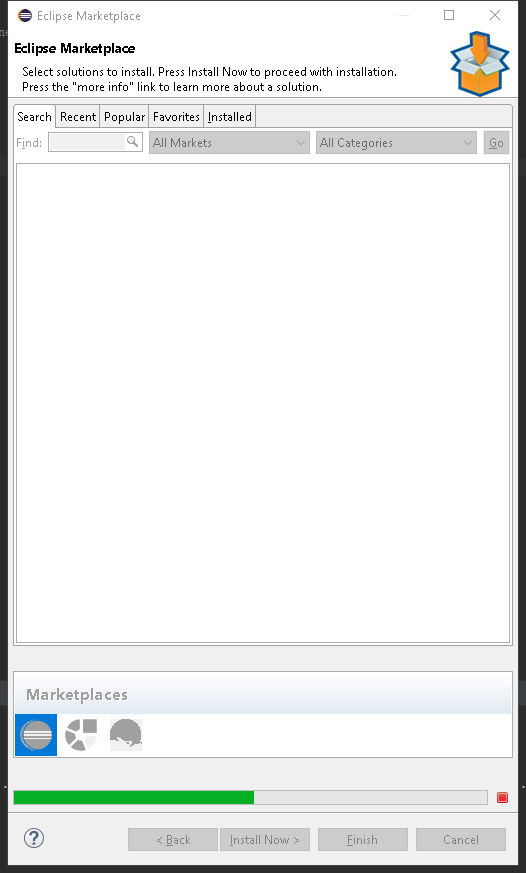 Eclipse Marketplace
Eclipse Marketplace
Select solutions to install. Press Install Now to proceed with installation.
Press the "more info" link to learn more about a solution.
Search Recent Popular Favorites Installed
Find: All Markets All Categories Go
Marketplaces
? < Back Install Now > Finish Cancel